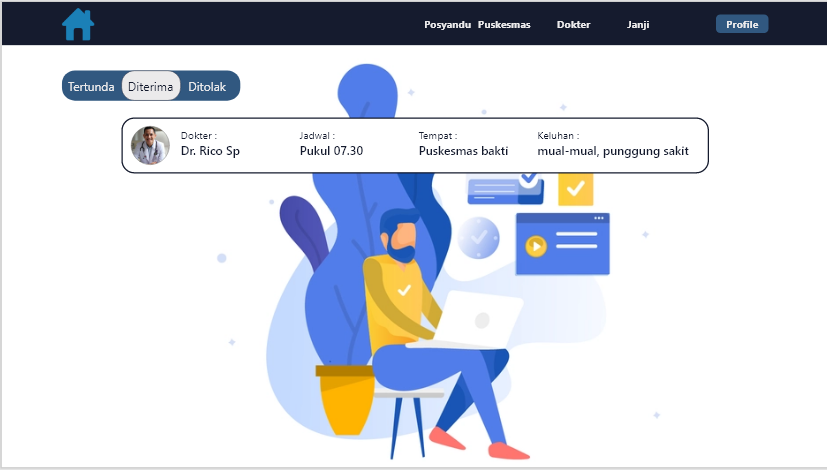 Posyandu Puskesmas Dokter Janji Profile
Tertunda Diterima Ditolak
Dokter : Jadwal : Tempat : Keluhan :
Dr. Rico Sp Pukul 07.30 Puskesmas bakti mual-mual, punggung sakit